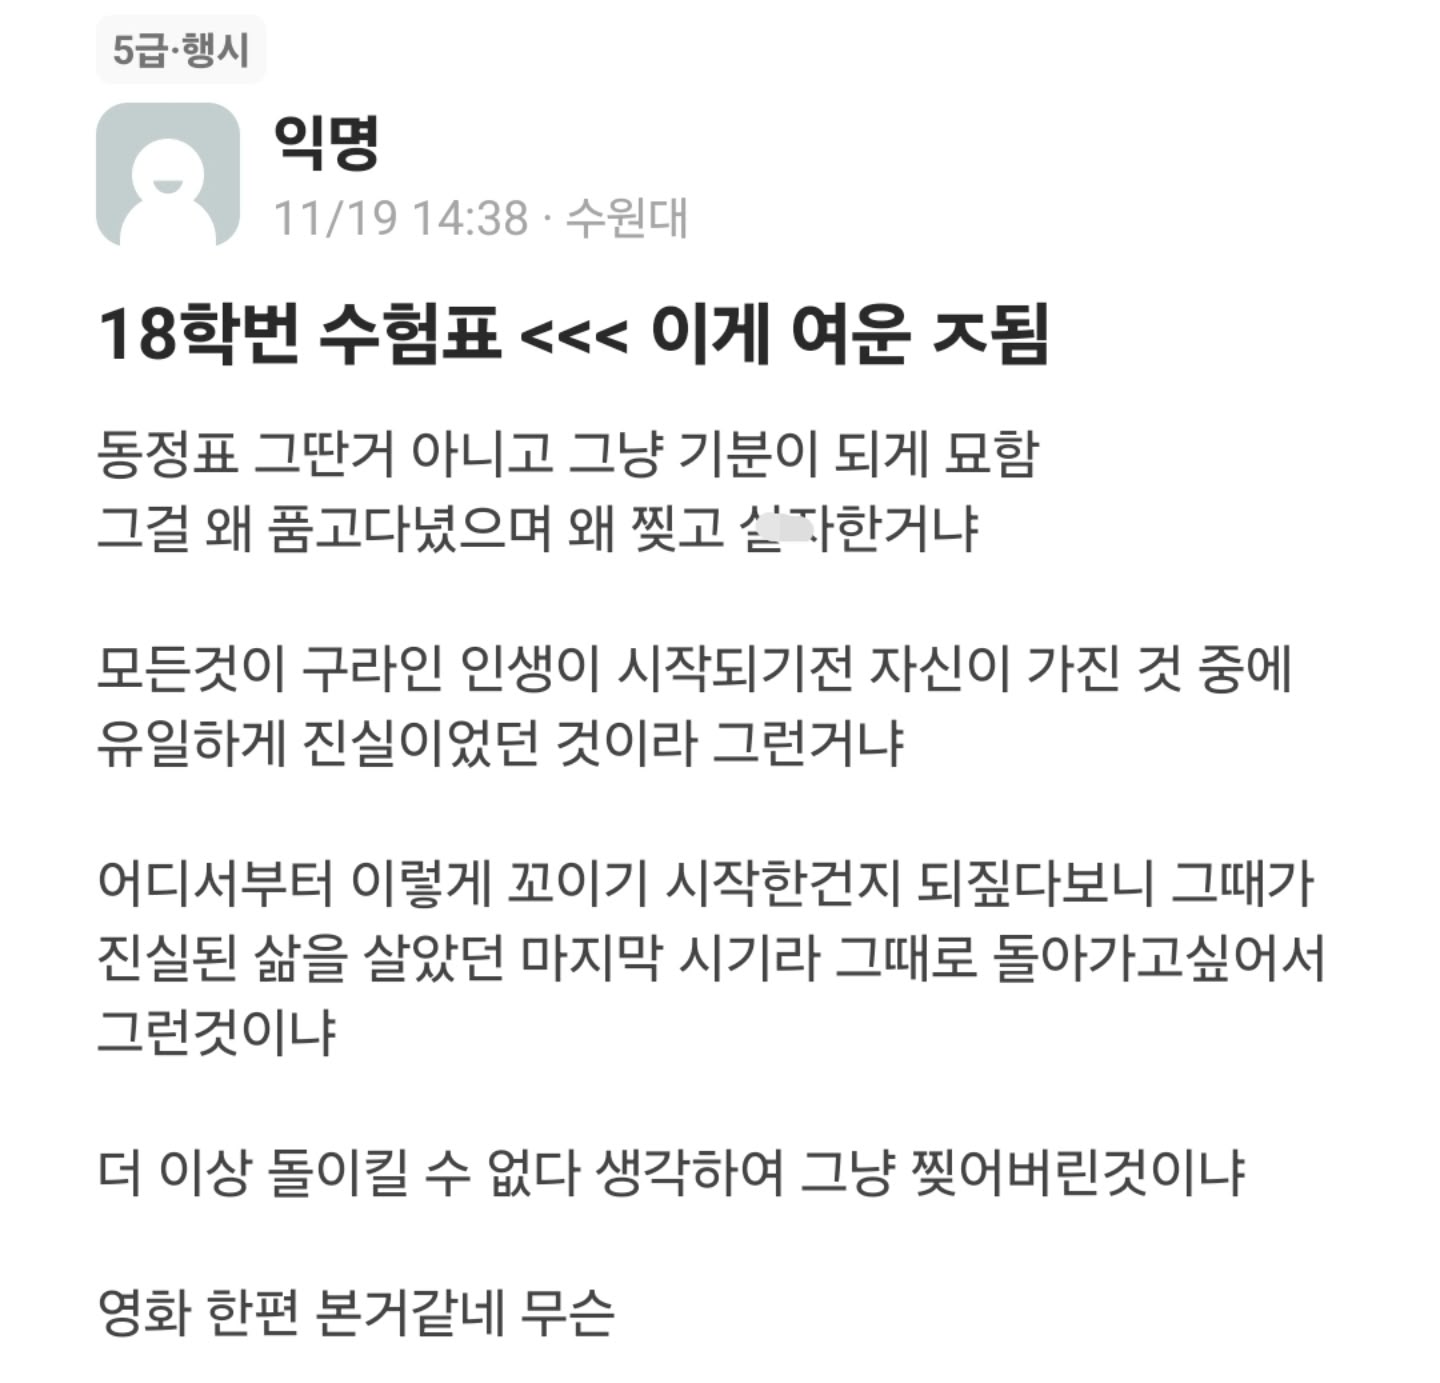 5급·행시
익명
11/19 14:38 · 수원대
18학번 수험표 <<< 이게 여운 ㅈ됨
동정표 그딴거 아니고 그냥 기분이 되게 묘함
그걸 왜 품고다녔으며 왜 찢고
모든것이 구라인 인생이 시작되기전 자신이 가진 것 중에
유일하게 진실이었던 것이라 그런거냐
어디서부터 이렇게 꼬이기 시작한건지 되짚다보니 그때가
진실된 삶을 살았던 마지막 시기라 그때로 돌아가고싶어서
그런것이냐
더 이상 돌이킬 수 없다 생각하여 그냥 찢어버린것이냐
영화 한편 본거같네 무슨